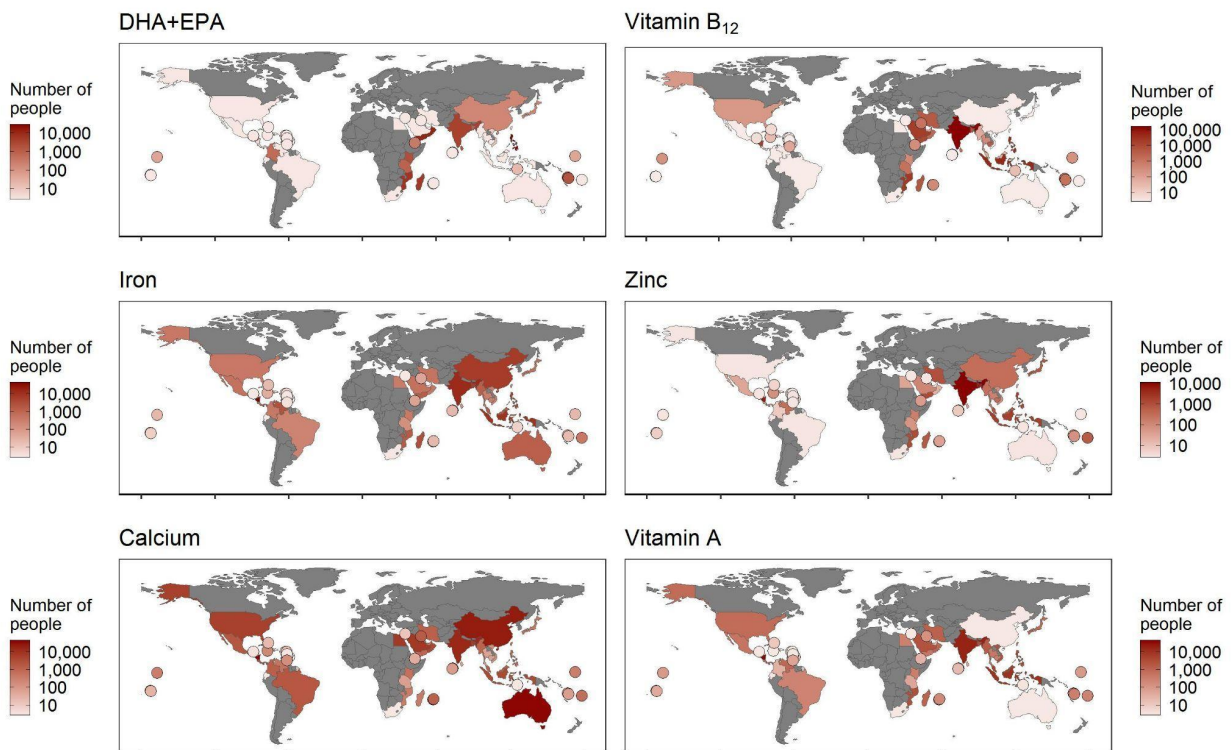 DHA+EPA
Number of
people
10,000
1,000
100
10
Vitamin B₁₂
Number of
people
100,000
10,000
1,000
100
10
Iron
Number of
people
10,000
1,000
100
10
Zinc
Number of
people
10,000
1,000
100
10
Calcium
Number of
people
10,000
1,000
100
10
Vitamin A
Number of
people
10,000
1,000
100
10